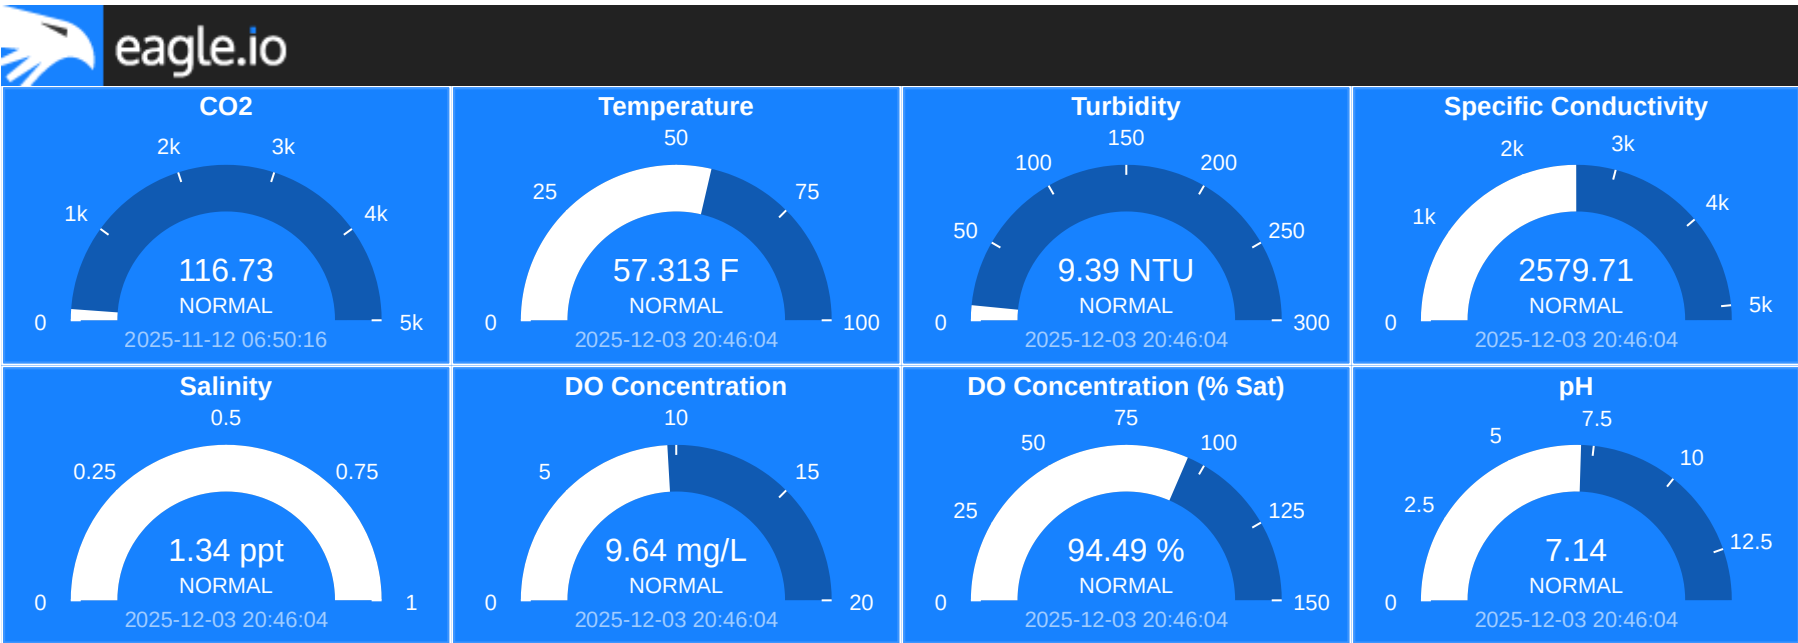 eagle.io
CO2
0
1k
2k
3k
4k
5k
116.73
NORMAL
2025-11-12 06:50:16
Temperature
0
25
50
75
100
57.313 F
NORMAL
2025-12-03 20:46:04
Turbidity
0
50
100
150
200
250
300
9.39 NTU
NORMAL
2025-12-03 20:46:04
Specific Conductivity
0
1k
2k
3k
4k
5k
2579.71
NORMAL
2025-12-03 20:46:04
Salinity
0
0.25
0.5
0.75
1
1.34 ppt
NORMAL
2025-12-03 20:46:04
DO Concentration
0
5
10
15
20
9.64 mg/L
NORMAL
2025-12-03 20:46:04
DO Concentration (% Sat)
0
25
50
75
100
125
150
94.49 %
NORMAL
2025-12-03 20:46:04
pH
0
2.5
5
7.5
10
12.5
7.14
NORMAL
2025-12-03 20:46:04